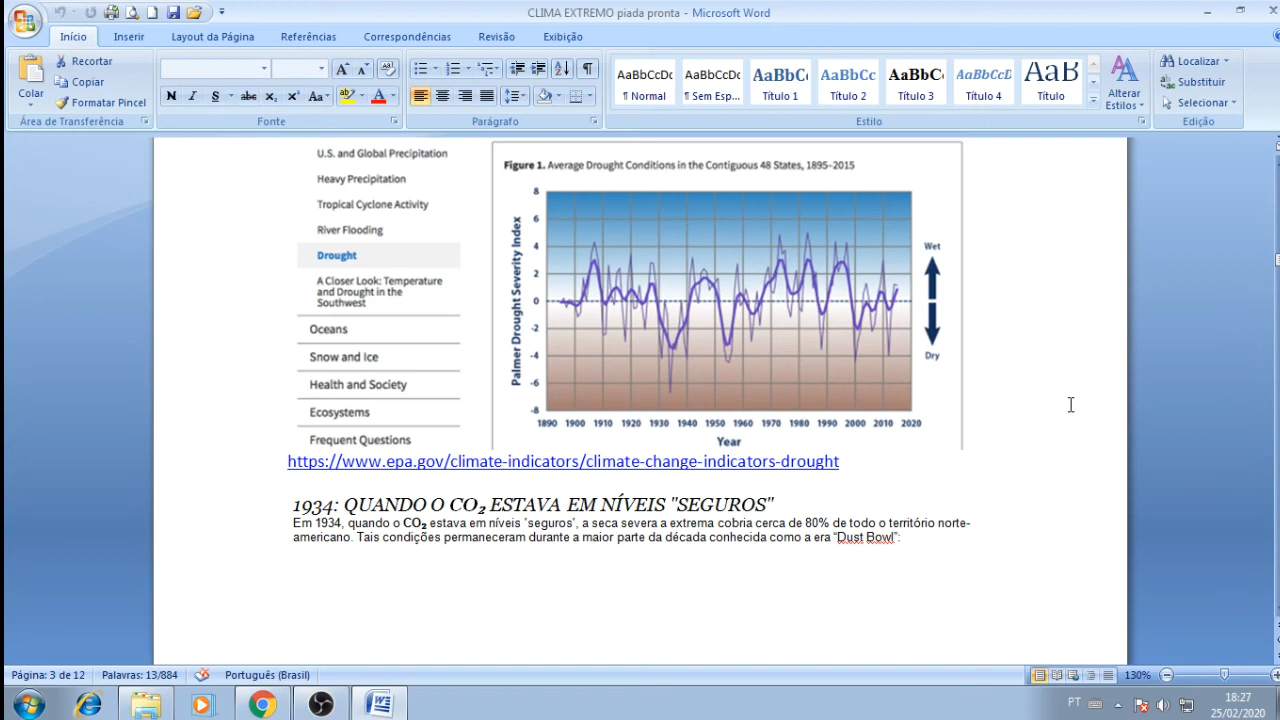 CLIMA EXTREMO piada pronta - Microsoft Word
Início Inserir Layout da Página Referências Correspondências Revisão Exibição
Colar
Recortar
Copiar
Formatar Pincel
Área de Transferência
N I S abc x₂ x² Aa
Fonte
Parágrafo
AaBbCcDc AaBbCcDc AaBbC AaBbCc AaBbC AaBbCcD AaB
¶ Normal ¶ Sem Esp... Título 1 Título 2 Título 3 Título 4 Título
Alterar Estilos
Estilo
Localizar
Substituir
Selecionar
Edição
U.S. and Global Precipitation
Heavy Precipitation
Tropical Cyclone Activity
River Flooding
Drought
A Closer Look: Temperature
and Drought in the
Southwest
Oceans
Snow and Ice
Health and Society
Ecosystems
Frequent Questions
Figure 1. Average Drought Conditions in the Contiguous 48 States, 1895–2015
Palmer Drought Severity Index
8
6
4
2
0
-2
-4
-6
-8
1890 1900 1910 1920 1930 1940 1950 1960 1970 1980 1990 2000 2010 2020
Year
Wet
Dry
https://www.epa.gov/climate-indicators/climate-change-indicators-drought
1934: QUANDO O CO₂ ESTAVA EM NÍVEIS "SEGUROS"
Em 1934, quando o CO₂ estava em níveis 'seguros', a seca severa a extrema cobria cerca de 80% de todo o território norte-
americano. Tais condições permaneceram durante a maior parte da década conhecida como a era “Dust Bowl”:
Página: 3 de 12 Palavras: 13/884 Português (Brasil) 130%
PT
18:27
25/02/2020